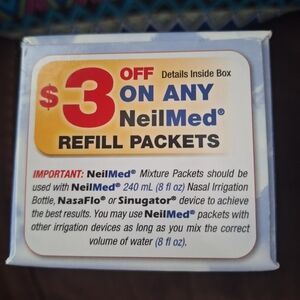 $3 OFF Details Inside Box
ON ANY
NeilMed®
REFILL PACKETS
IMPORTANT: NeilMed® Mixture Packets should be
used with NeilMed® 240 mL (8 fl oz) Nasal Irrigation
Bottle, NasaFlo® or Sinugator® device to achieve
the best results. You may use NeilMed® packets with
other irrigation devices as long as you mix the correct
volume of water (8 fl oz).